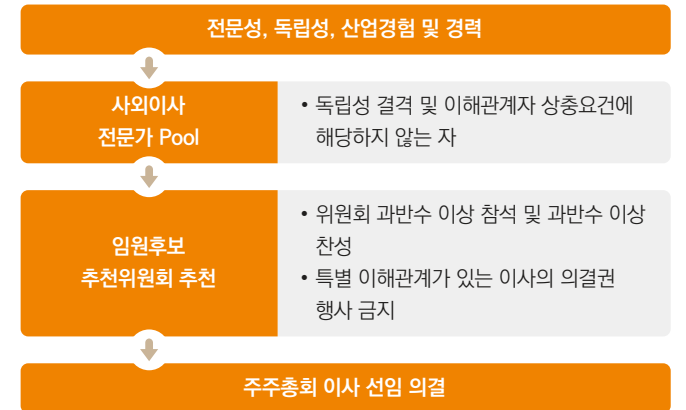 전문성, 독립성, 산업경험 및 경력
사외이사
전문가 Pool
• 독립성 결격 및 이해관계자 상충요건에
해당하지 않는 자
임원후보
추천위원회 추천
• 위원회 과반수 이상 참석 및 과반수 이상
찬성
• 특별 이해관계가 있는 이사의 의결권
행사 금지
주주총회 이사 선임 의결